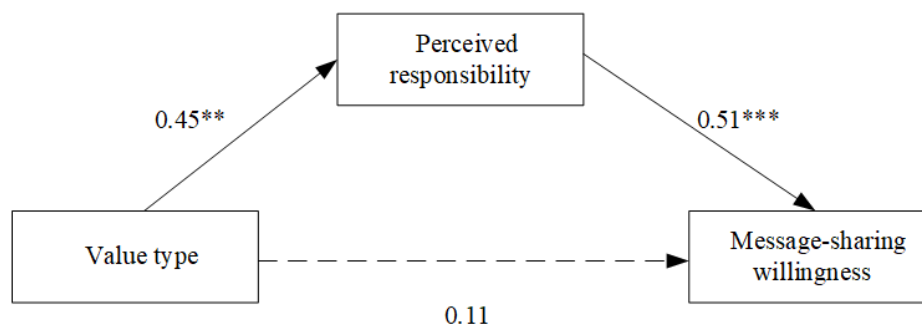 Perceived
responsibility
0.45**
0.51***
Value type
Message-sharing
willingness
0.11